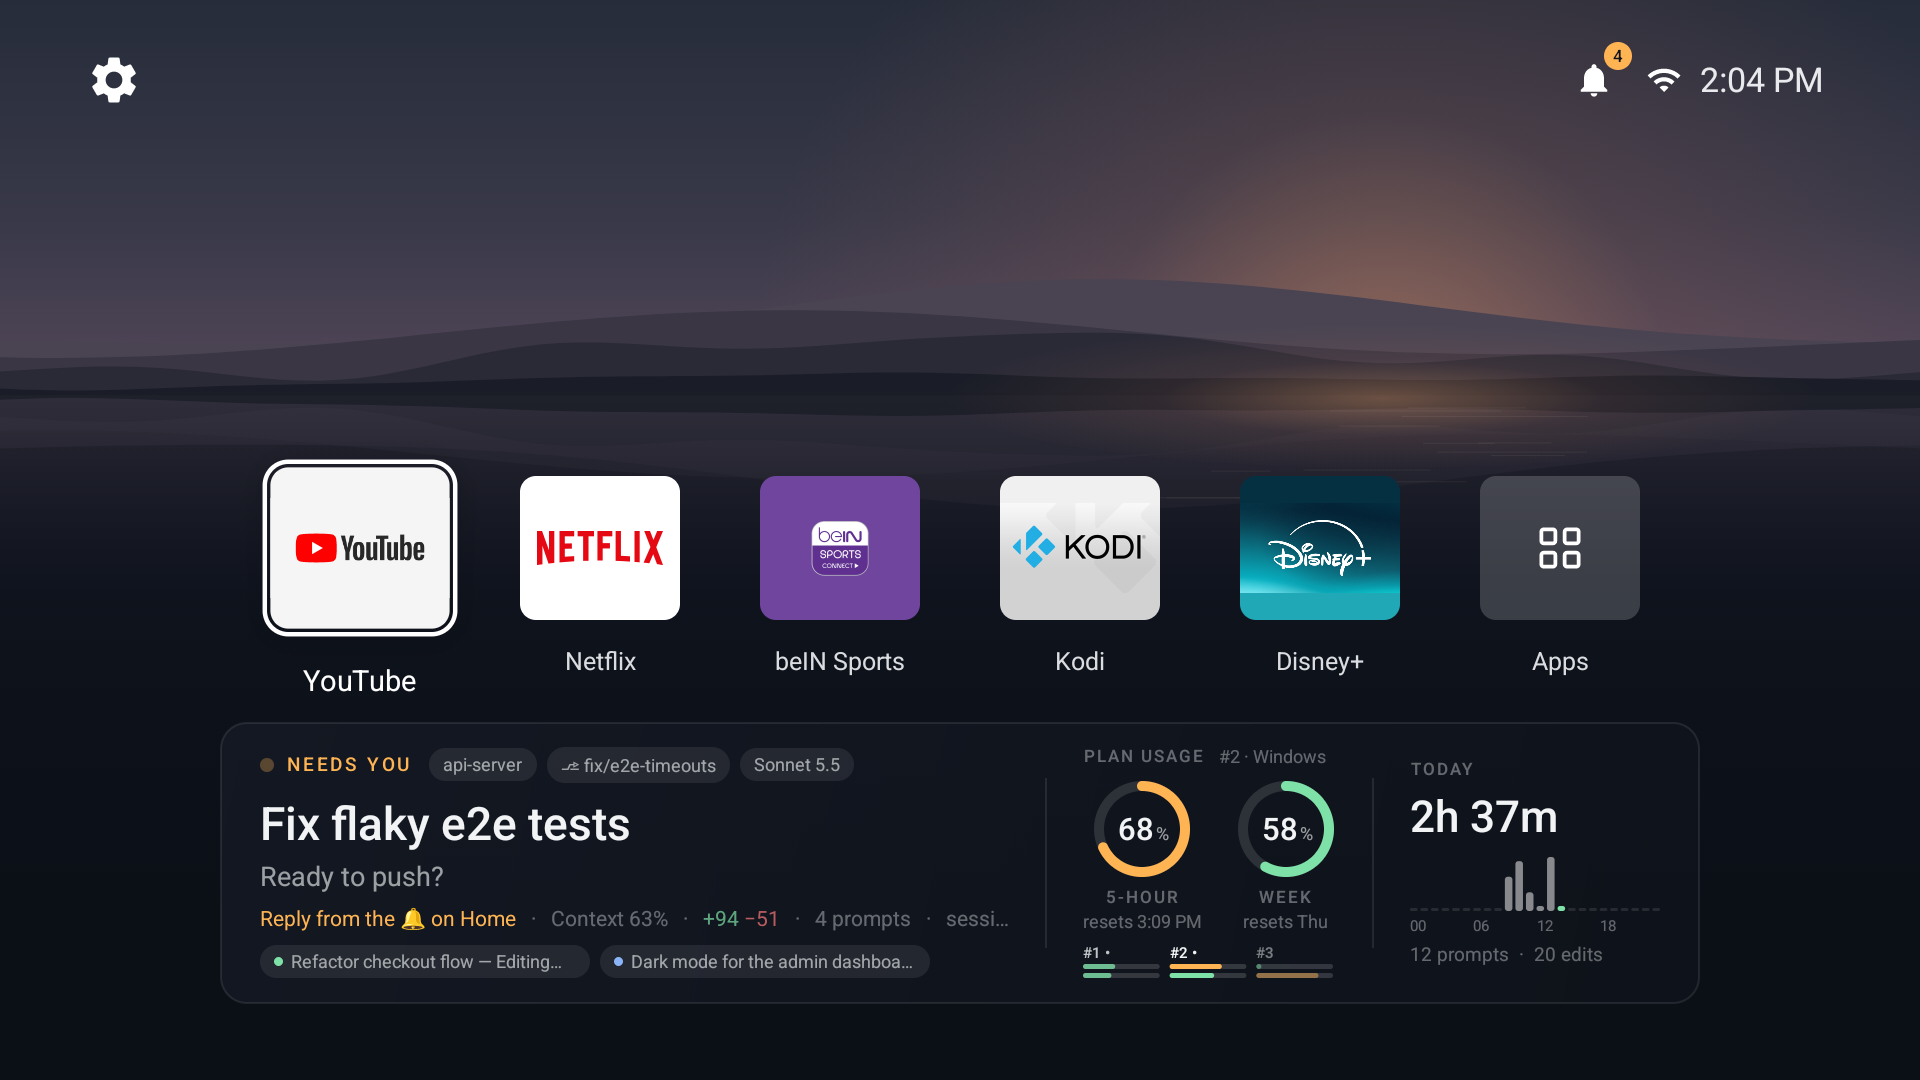 4
2:04 PM
YouTube
NETFLIX
beIN
SPORTS
CONNECT
KODI
Disney+
YouTube
Netflix
beIN Sports
Kodi
Disney+
Apps
NEEDS YOU
api-server
fix/e2e-timeouts
Sonnet 5.5
Fix flaky e2e tests
Ready to push?
Reply from the 🔔 on Home · Context 63% · +94 −51 · 4 prompts · sessi…
Refactor checkout flow — Editing…
Dark mode for the admin dashboa…
PLAN USAGE #2 · Windows
68%
58%
5-HOUR
WEEK
resets 3:09 PM
resets Thu
#1 •
#2 •
#3
TODAY
2h 37m
00 06 12 18
12 prompts · 20 edits